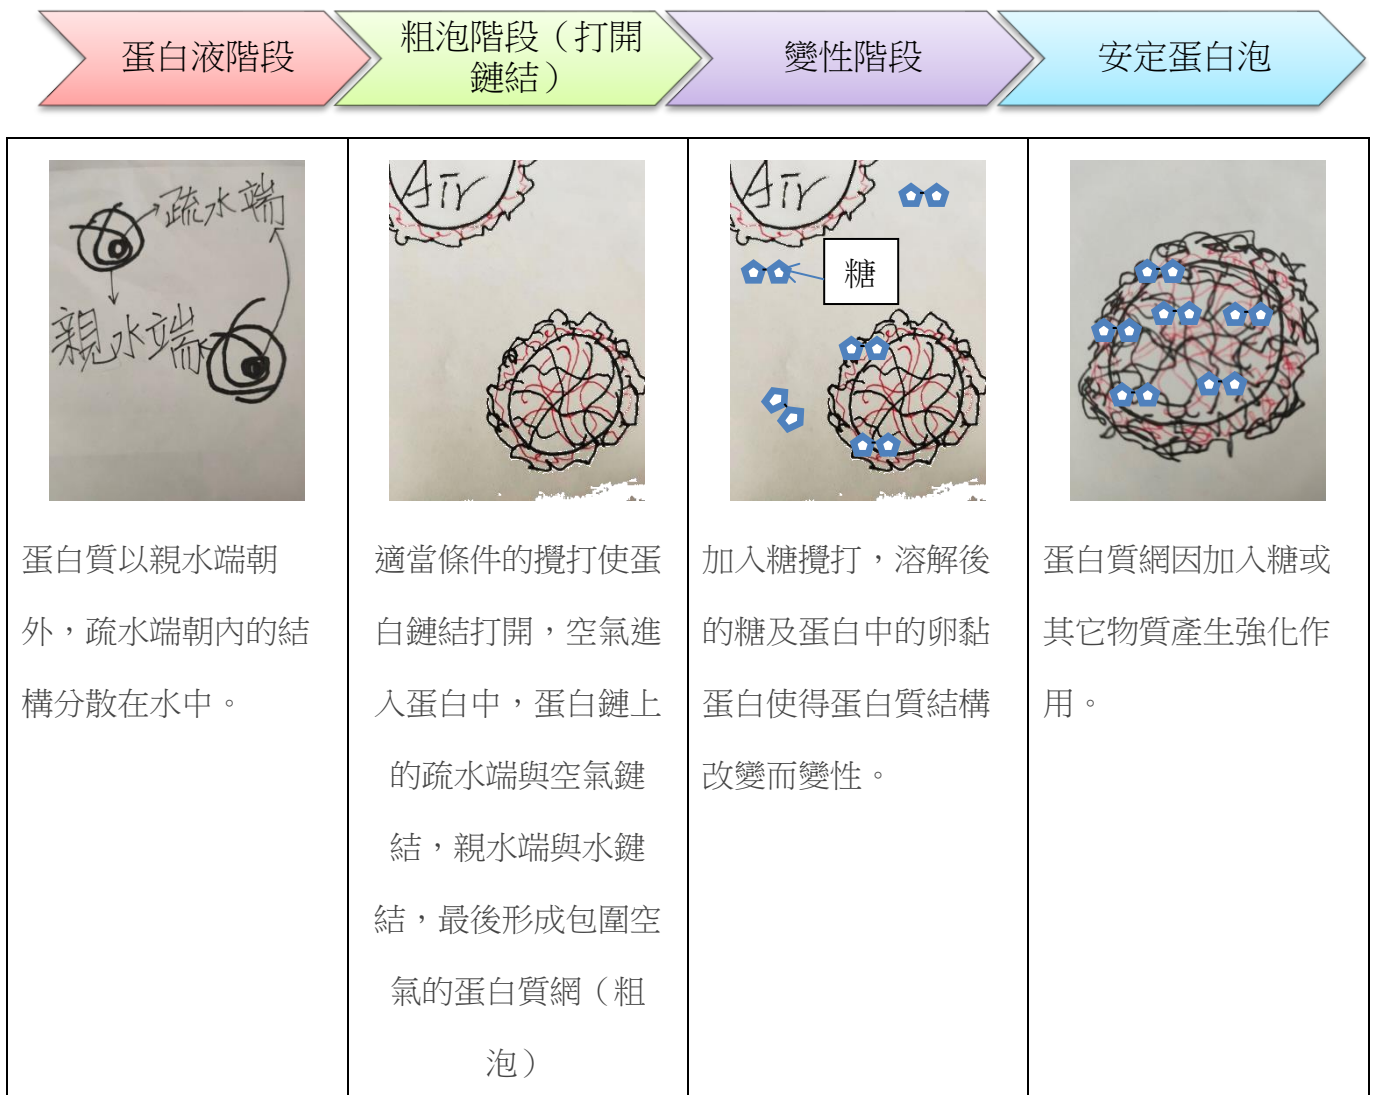 蛋白液階段
粗泡階段（打開
鏈結）
變性階段
安定蛋白泡
疏水端
親水端
Air
Air
糖
蛋白質以親水端朝
外，疏水端朝內的結
構分散在水中。
適當條件的攪打使蛋
白鏈結打開，空氣進
入蛋白中，蛋白鏈上
的疏水端與空氣鍵
結，親水端與水鍵
結，最後形成包圍空
氣的蛋白質網（粗
泡）
加入糖攪打，溶解後
的糖及蛋白中的卵黏
蛋白使得蛋白質結構
改變而變性。
蛋白質網因加入糖或
其它物質產生強化作
用。